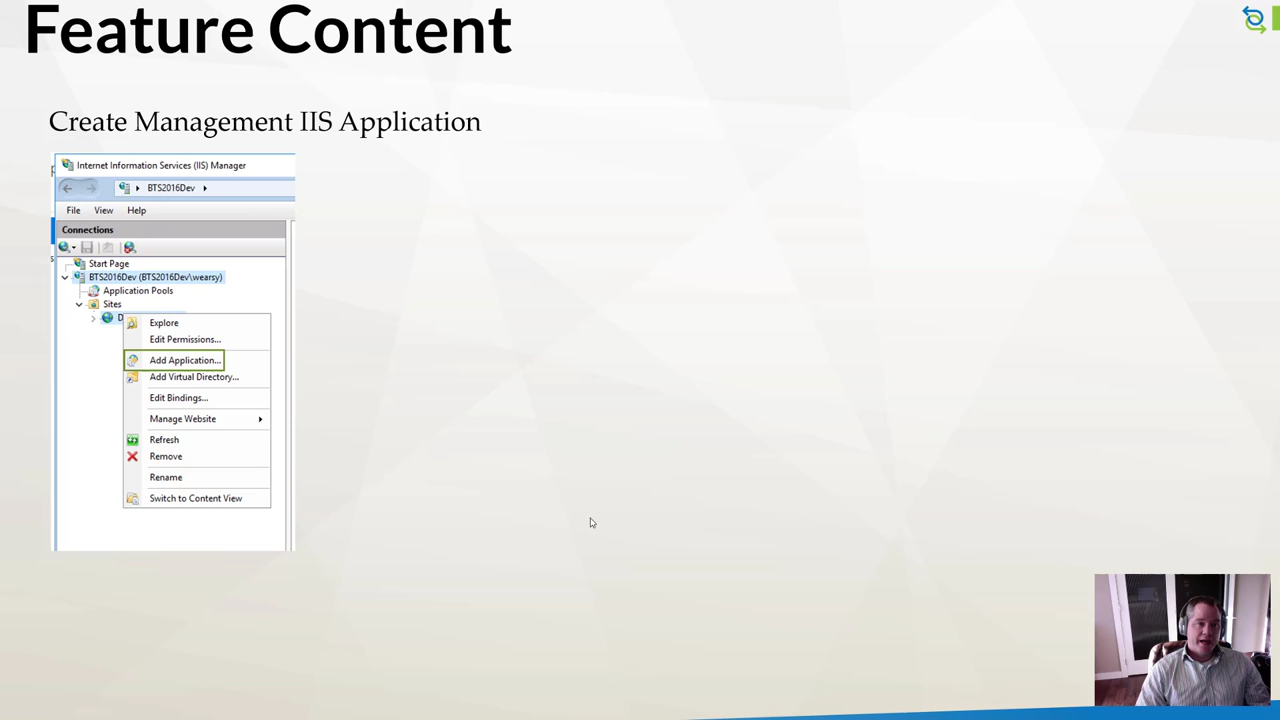 Feature Content
Create Management IIS Application
Internet Information Services (IIS) Manager
BTS2016Dev
File View Help
Connections
Start Page
BTS2016Dev (BTS2016Dev\wearsy)
Application Pools
Sites
Explore
Edit Permissions...
Add Application...
Add Virtual Directory...
Edit Bindings...
Manage Website
Refresh
Remove
Rename
Switch to Content View